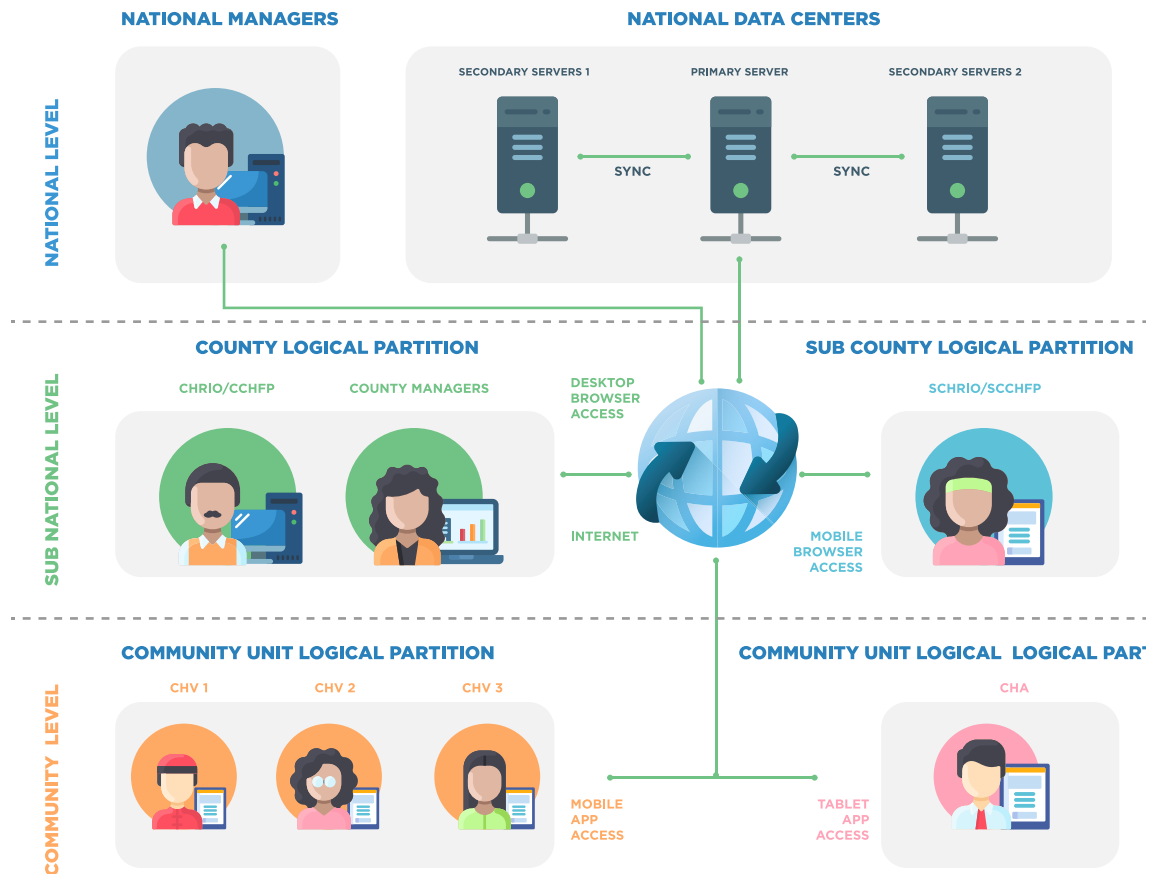 NATIONAL MANAGERS
NATIONAL DATA CENTERS
NATIONAL LEVEL
SECONDARY SERVERS 1
PRIMARY SERVER
SECONDARY SERVERS 2
SYNC
SYNC
COUNTY LOGICAL PARTITION
SUB COUNTY LOGICAL PARTITION
SUB NATIONAL LEVEL
CHRIO/CCHFP
COUNTY MANAGERS
DESKTOP
BROWSER
ACCESS
SCHRIO/SCCHFP
INTERNET
MOBILE
BROWSER
ACCESS
COMMUNITY UNIT LOGICAL PARTITION
COMMUNITY UNIT LOGICAL LOGICAL PART
COMMUNITY LEVEL
CHV 1
CHV 2
CHV 3
CHA
MOBILE
APP
ACCESS
TABLET
APP
ACCESS